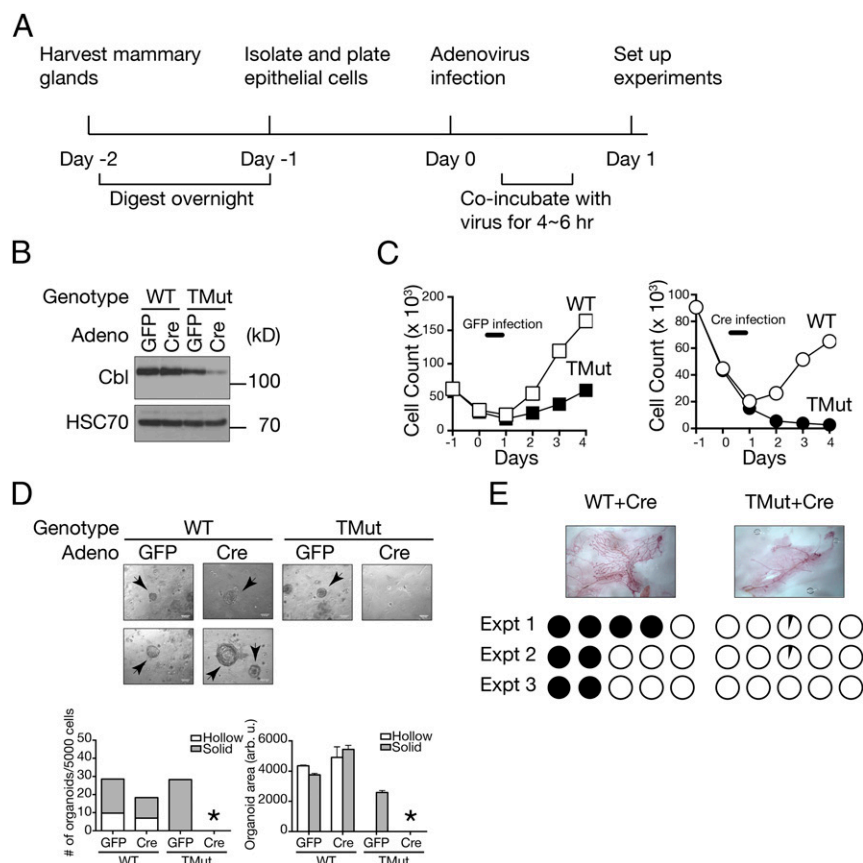 A
Harvest mammary
glands
Isolate and plate
epithelial cells
Adenovirus
infection
Set up
experiments
Day -2
Day -1
Day 0
Day 1
Digest overnight
Co-incubate with
virus for 4~6 hr
B
Genotype WT TMut
Adeno GFP Cre GFP Cre (kD)
Cbl 100
HSC70 70
C
Cell Count (x 10³)
200
150
100
50
0
GFP infection
WT
TMut
-1 0 1 2 3 4
Days
Cell Count (x 10³)
100
80
60
40
20
0
Cre infection
WT
TMut
-1 0 1 2 3 4
Days
D
Genotype WT TMut
Adeno GFP Cre GFP Cre
# of organoids/5000 cells
50
40
30
20
10
0
Hollow
Solid
*
GFP Cre GFP Cre
WT TMut
Organoid area (arb. u.)
6000
4000
2000
0
Hollow
Solid
*
GFP Cre GFP Cre
WT TMut
E
WT+Cre TMut+Cre
Expt 1
Expt 2
Expt 3